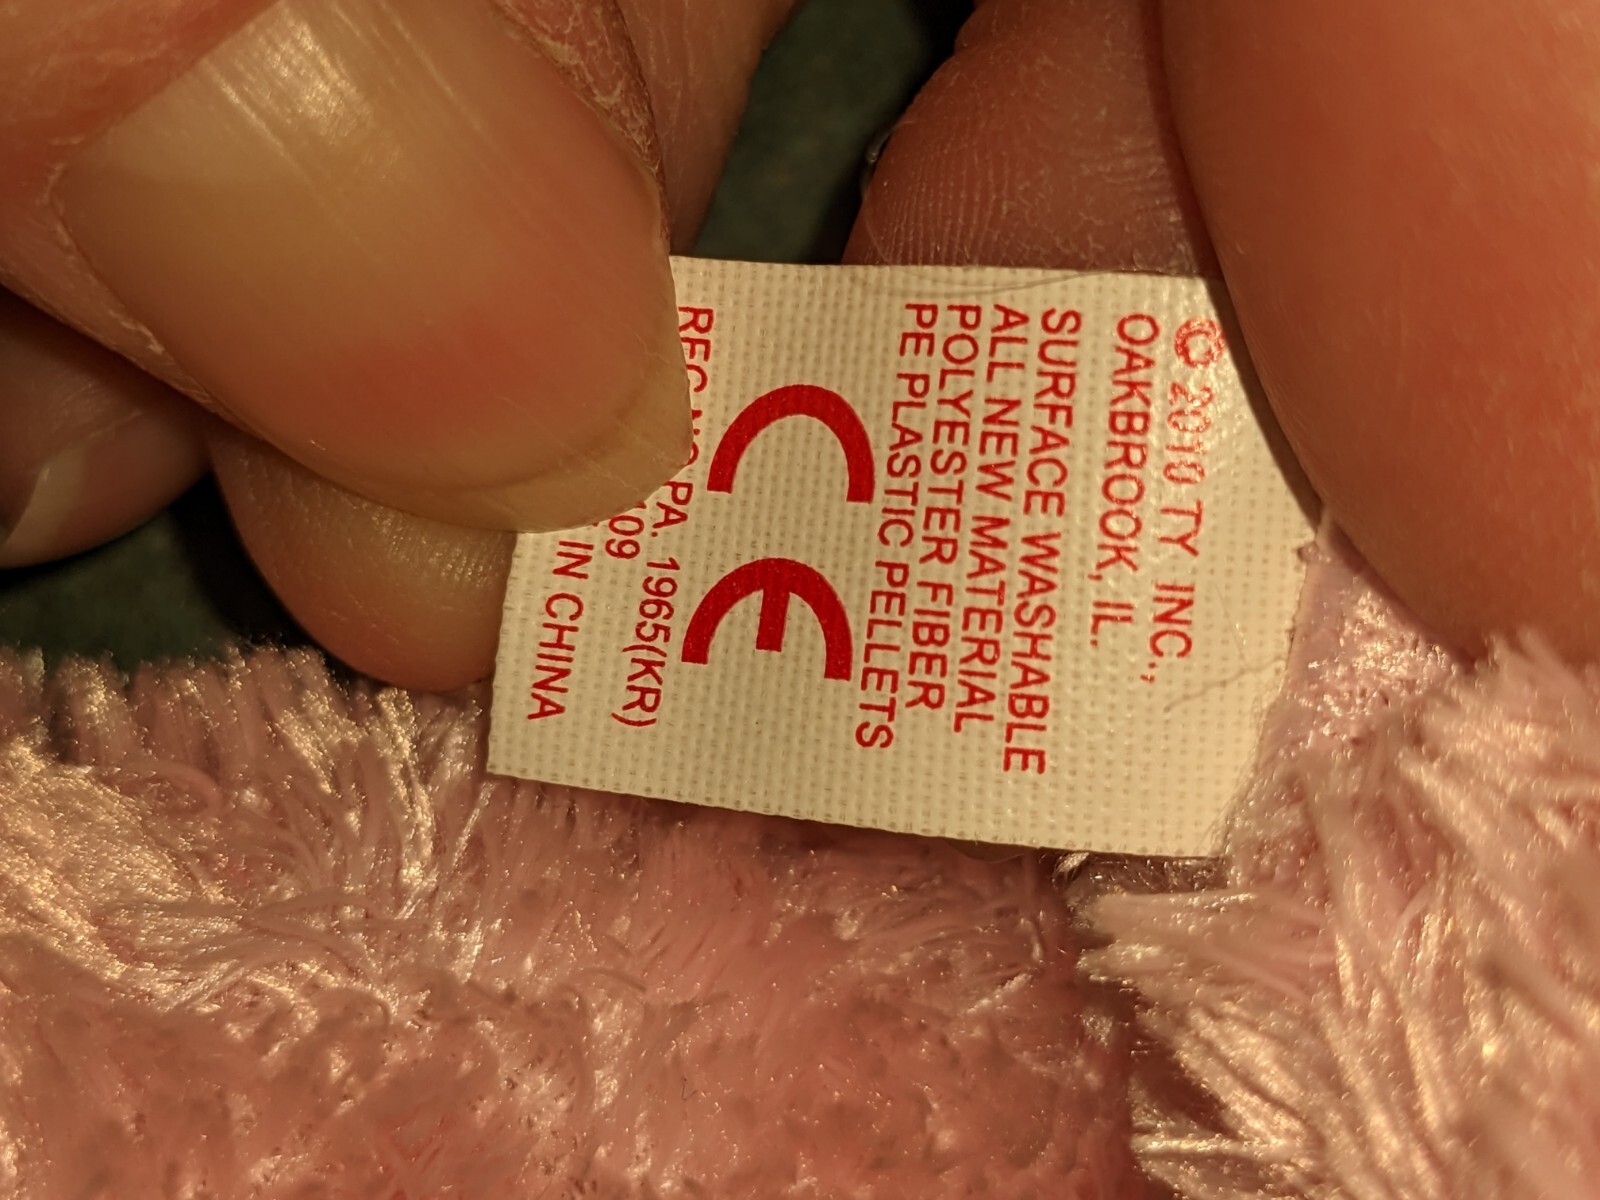 © 2010 TY INC.,
OAKBROOK, IL.
SURFACE WASHABLE
ALL NEW MATERIAL
POLYESTER FIBER
PE PLASTIC PELLETS
CE
PA. 1965(KR)
09
IN CHINA